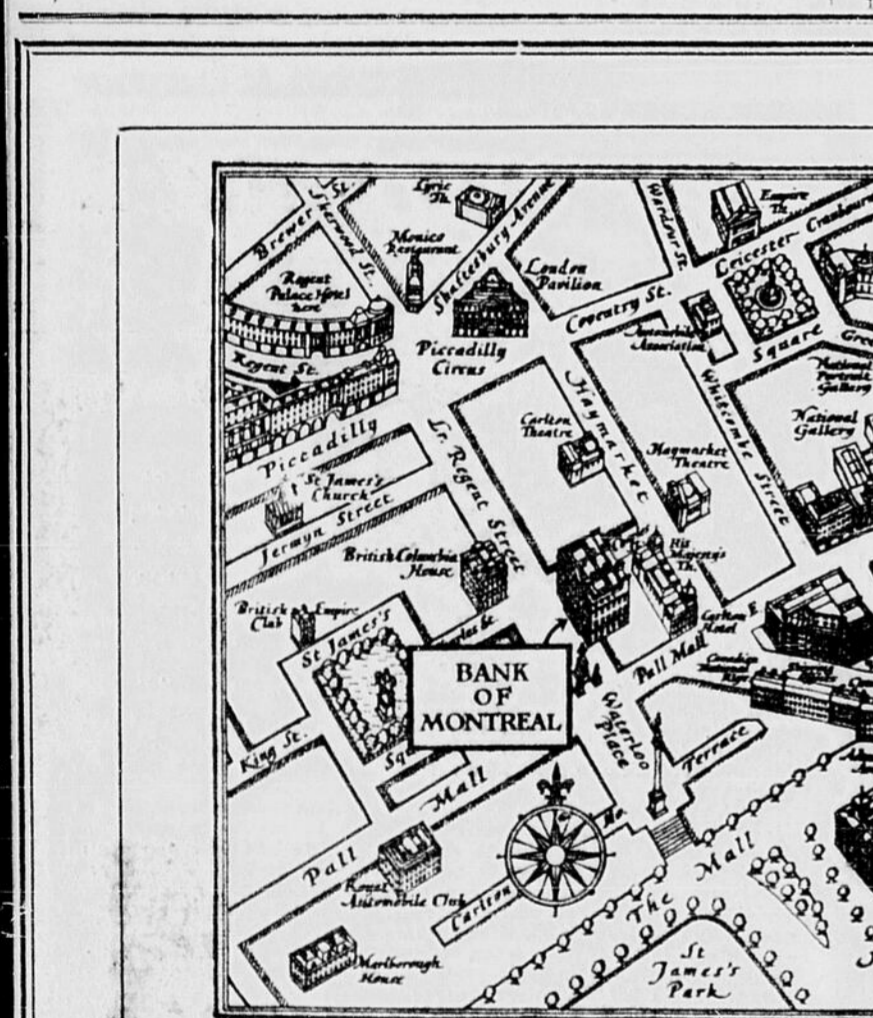 Brewer St.
Sherwood St.
Lyric
Th.
Shaftesbury Avenue
Wardour St.
Empire
Th.
Leicester
Cranbourn
Monico
Restaurant
Regent
Palace Hotel
here
London
Pavilion
Coventry St.
Automobile
Association
Square
Gre
Regent St.
Piccadilly
Circus
National
Portrait
Gallery
National
Gallery
Haymarket
Whitcombe Street
Carlton
Theatre
Haymarket
Theatre
Piccadilly
Lr. Regent Street
St James's
Church
Jermyn Street
British Columbia
House
His
Majesty's
Th.
British
Club
Empire
St James's
Carlton
Hotel
E.
Pall Mall
BANK
OF
MONTREAL
Waterloo
Place
Terrace
King St.
Squ
Pall Mall
Ho.
The Mall
Royal
Automobile Club
Carlton
Marlborough
House
St
James's
Park